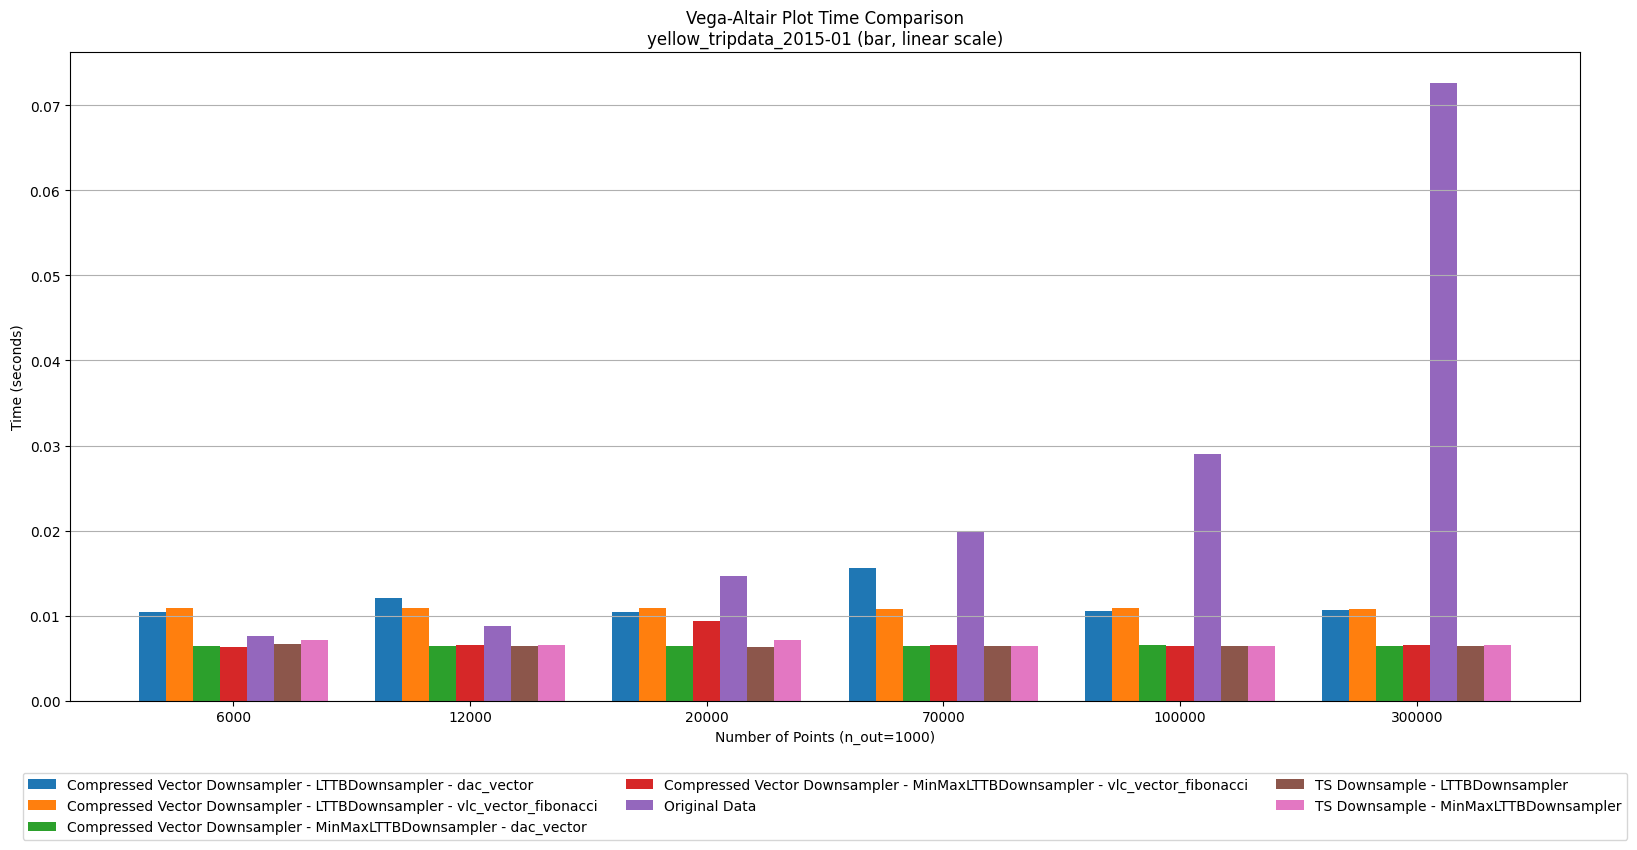 Vega-Altair Plot Time Comparison
yellow_tripdata_2015-01 (bar, linear scale)
Time (seconds)
0.07
0.06
0.05
0.04
0.03
0.02
0.01
0.00
6000 12000 20000 70000 100000 300000
Number of Points (n_out=1000)
Compressed Vector Downsampler - LTTBDownsampler - dac_vector
Compressed Vector Downsampler - LTTBDownsampler - vlc_vector_fibonacci
Compressed Vector Downsampler - MinMaxLTTBDownsampler - dac_vector
Compressed Vector Downsampler - MinMaxLTTBDownsampler - vlc_vector_fibonacci
Original Data
TS Downsample - LTTBDownsampler
TS Downsample - MinMaxLTTBDownsampler